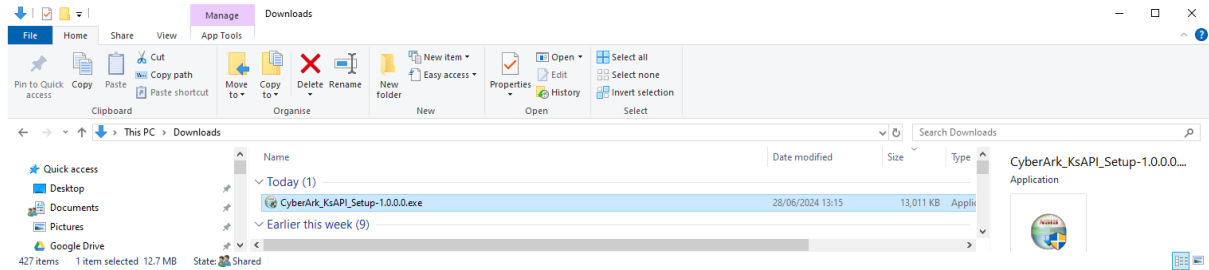 Manage Downloads
File Home Share View App Tools
Pin to Quick access
Copy
Paste
Cut
Copy path
Paste shortcut
Move to
Copy to
Delete
Rename
New folder
New item
Easy access
Properties
Open
Edit
History
Select all
Select none
Invert selection
Clipboard Organise New Open Select
This PC > Downloads
Search Downloads
Quick access
Desktop
Documents
Pictures
Google Drive
Name Date modified Size Type
Today (1)
CyberArk_KsAPI_Setup-1.0.0.0.exe 28/06/2024 13:15 13,011 KB Applic
Earlier this week (9)
CyberArk_KsAPI_Setup-1.0.0.0....
Application
427 items 1 item selected 12.7 MB State: Shared